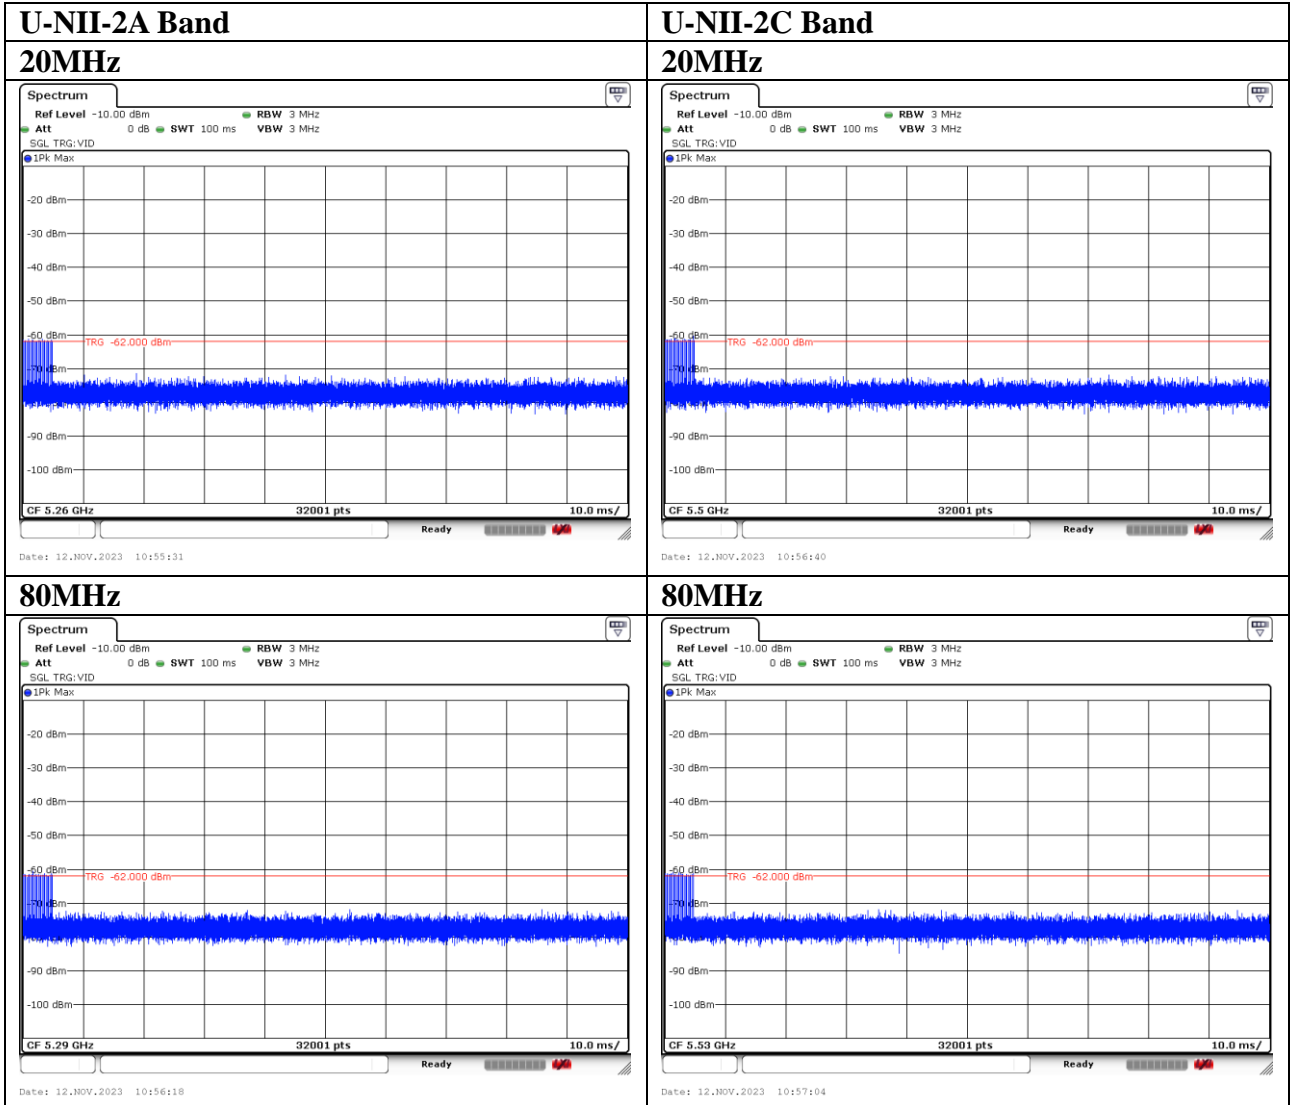 U-NII-2A Band
U-NII-2C Band
20MHz
20MHz
Spectrum
Ref Level -10.00 dBm RBW 3 MHz
Att 0 dB SWT 100 ms VBW 3 MHz
SGL TRG:VID
1Pk Max
-20 dBm
-30 dBm
-40 dBm
-50 dBm
-60 dBm
TRG -62.000 dBm
-70 dBm
-90 dBm
-100 dBm
CF 5.26 GHz 32001 pts 10.0 ms/
Ready
Date: 12.NOV.2023 10:55:31
Spectrum
Ref Level -10.00 dBm RBW 3 MHz
Att 0 dB SWT 100 ms VBW 3 MHz
SGL TRG:VID
1Pk Max
-20 dBm
-30 dBm
-40 dBm
-50 dBm
-60 dBm
TRG -62.000 dBm
-70 dBm
-90 dBm
-100 dBm
CF 5.5 GHz 32001 pts 10.0 ms/
Ready
Date: 12.NOV.2023 10:56:40
80MHz
80MHz
Spectrum
Ref Level -10.00 dBm RBW 3 MHz
Att 0 dB SWT 100 ms VBW 3 MHz
SGL TRG:VID
1Pk Max
-20 dBm
-30 dBm
-40 dBm
-50 dBm
-60 dBm
TRG -62.000 dBm
-70 dBm
-90 dBm
-100 dBm
CF 5.29 GHz 32001 pts 10.0 ms/
Ready
Date: 12.NOV.2023 10:56:18
Spectrum
Ref Level -10.00 dBm RBW 3 MHz
Att 0 dB SWT 100 ms VBW 3 MHz
SGL TRG:VID
1Pk Max
-20 dBm
-30 dBm
-40 dBm
-50 dBm
-60 dBm
TRG -62.000 dBm
-70 dBm
-90 dBm
-100 dBm
CF 5.53 GHz 32001 pts 10.0 ms/
Ready
Date: 12.NOV.2023 10:57:04